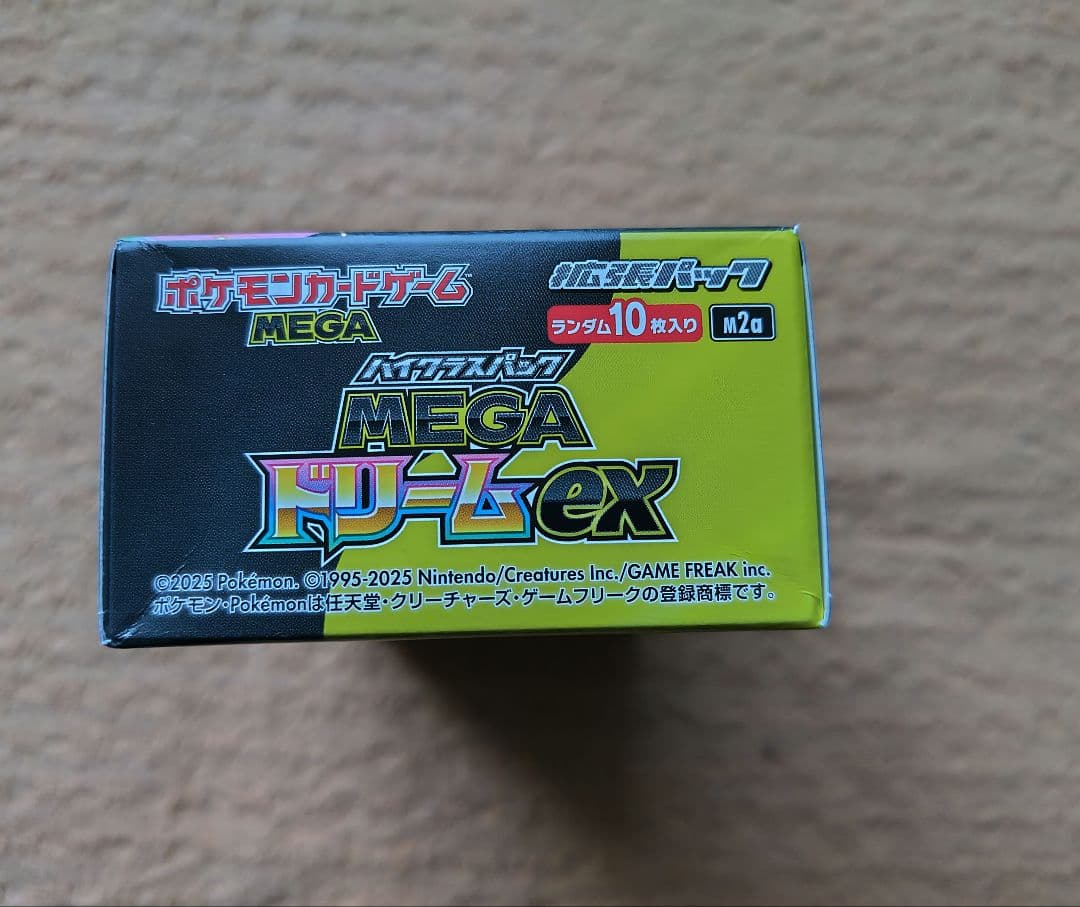 ポケモンカードゲーム™
MEGA
拡張パック
ランダム10枚入り
M2a
ハイクラスパック
MEGA
ドリームex
©2025 Pokémon. ©1995-2025 Nintendo/Creatures Inc./GAME FREAK inc.
ポケモン・Pokémonは任天堂・クリーチャーズ・ゲームフリークの登録商標です。